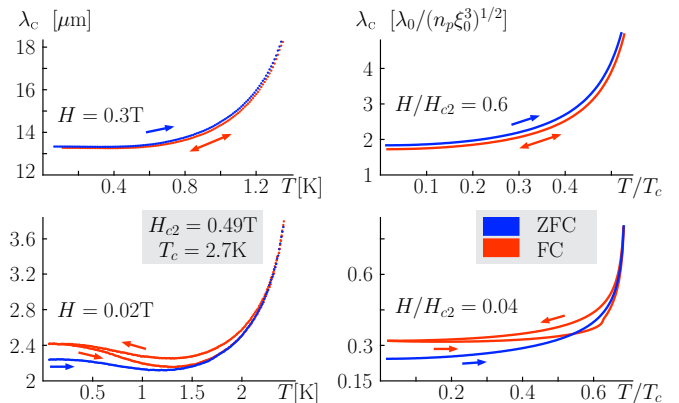 λc [μm]
18
16
14
12
H = 0.3T
0.4 0.8 1.2 T[K]
λc [λ0/(npξ0^3)^1/2]
4
3
2
1
H/Hc2 = 0.6
0.1 0.2 0.3 0.4 T/Tc
3.6
3.2
2.8
2.4
2
Hc2 = 0.49T
Tc = 2.7K
H = 0.02T
0.5 1 1.5 2 T[K]
0.6
0.3
0.15
ZFC
FC
H/Hc2 = 0.04
0.2 0.4 0.6 T/Tc